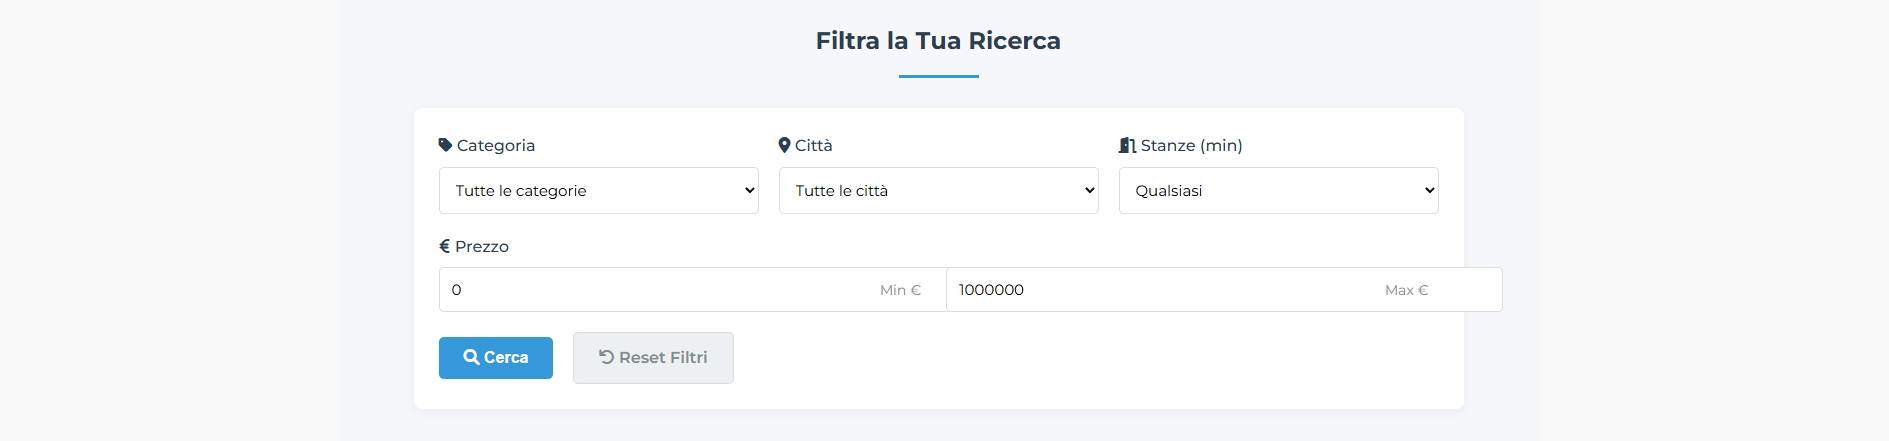 Filtra la Tua Ricerca
Categoria
Città
Stanze (min)
Tutte le categorie
Tutte le città
Qualsiasi
€ Prezzo
0 Min €
1000000 Max €
Cerca
Reset Filtri